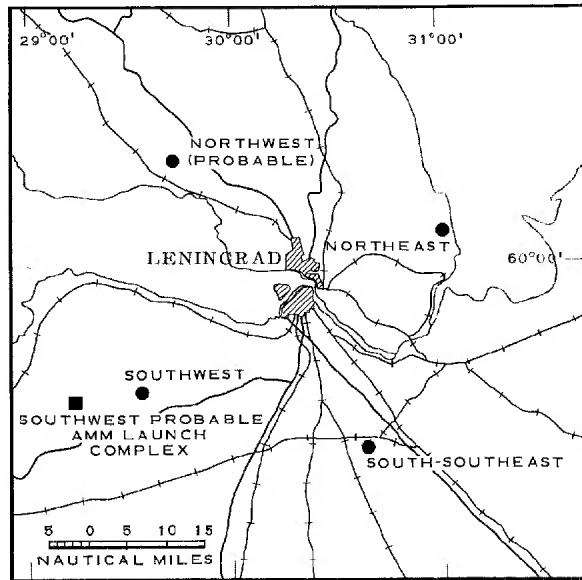 29°00'
30°00'
31°00'
NORTHWEST
(PROBABLE)
NORTHEAST
LENINGRAD
60°00'
SOUTHWEST
SOUTHWEST PROBABLE
AMM LAUNCH
COMPLEX
SOUTH-SOUTHEAST
5 0 5 10 15
NAUTICAL MILES